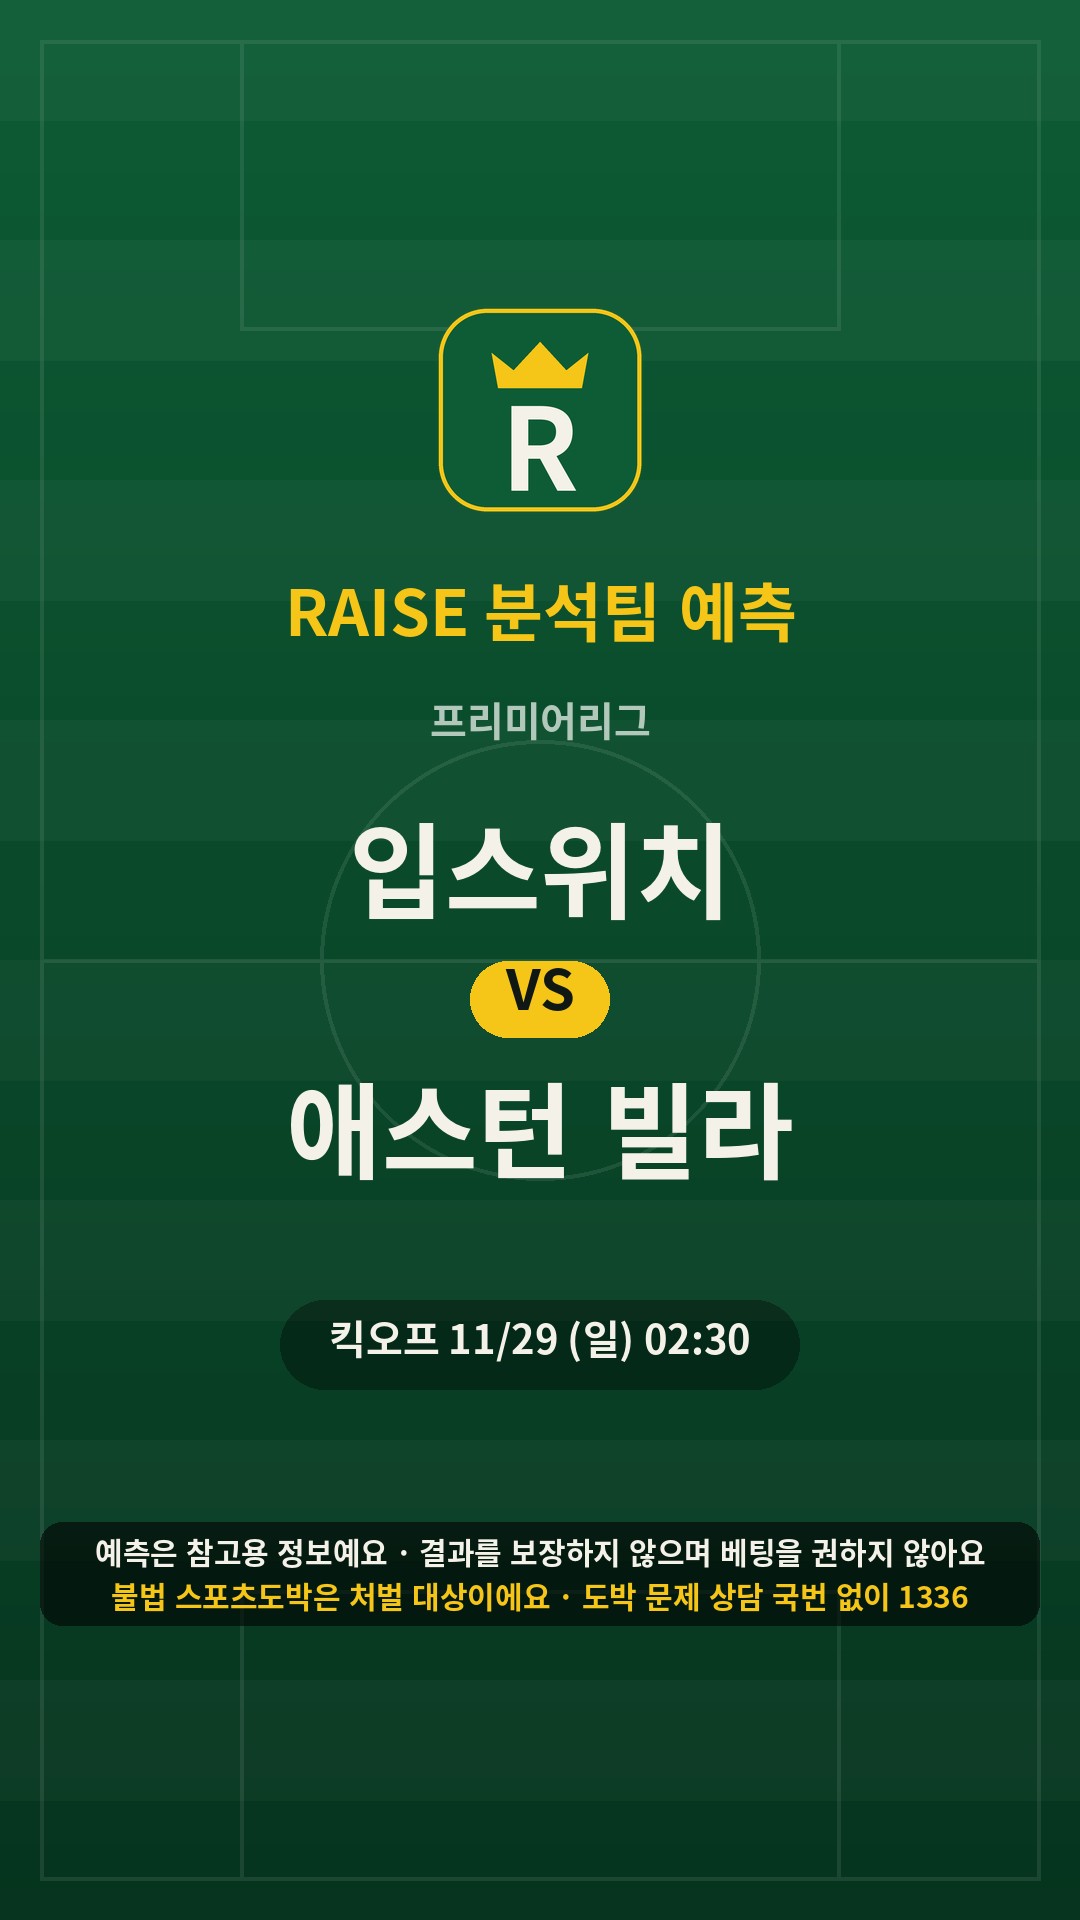 R
RAISE 분석팀 예측
프리미어리그
입스위치
VS
애스턴 빌라
킥오프 11/29 (일) 02:30
예측은 참고용 정보예요 · 결과를 보장하지 않으며 베팅을 권하지 않아요
불법 스포츠도박은 처벌 대상이에요 · 도박 문제 상담 국번 없이 1336